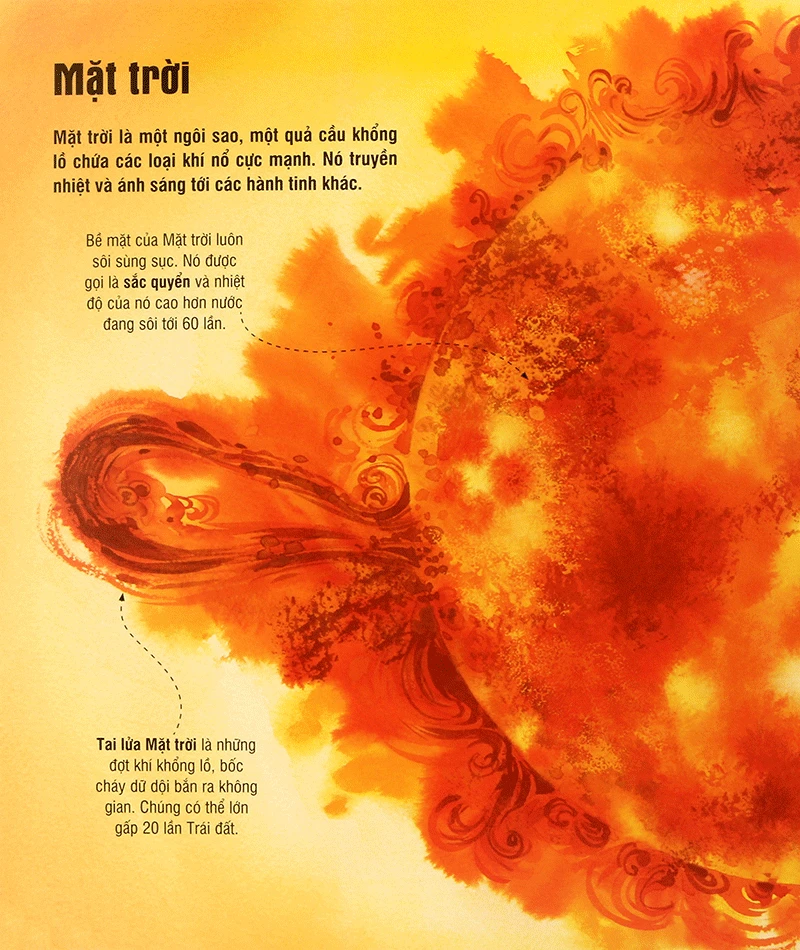 Mặt trời
Mặt trời là một ngôi sao, một quả cầu khổng
lồ chứa các loại khí nổ cực mạnh. Nó truyền
nhiệt và ánh sáng tới các hành tinh khác.
Bề mặt của Mặt trời luôn
sôi sùng sục. Nó được
gọi là sắc quyển và nhiệt
độ của nó cao hơn nước
đang sôi tới 60 lần.
Tai lửa Mặt trời là những
đợt khí khổng lồ, bốc
cháy dữ dội bắn ra không
gian. Chúng có thể lớn
gấp 20 lần Trái đất.